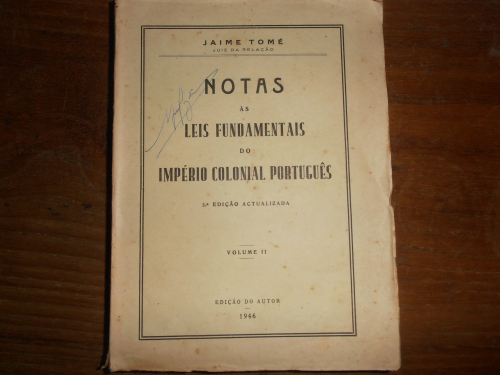 JAIME TOMÉ
JUIZ DA RELAÇÃO
NOTAS
ÀS
LEIS FUNDAMENTAIS
DO
IMPÉRIO COLONIAL PORTUGUÊS
EDIÇÃO ACTUALIZADA
VOLUME II
EDIÇÃO DO AUTOR
1946